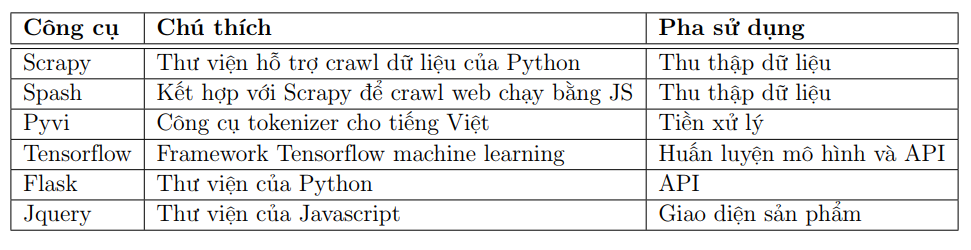 Công cụ Chú thích Pha sử dụng
Scrapy Thư viện hỗ trợ crawl dữ liệu của Python Thu thập dữ liệu
Spash Kết hợp với Scrapy để crawl web chạy bằng JS Thu thập dữ liệu
Pyvi Công cụ tokenizer cho tiếng Việt Tiền xử lý
Tensorflow Framework Tensorflow machine learning Huấn luyện mô hình và API
Flask Thư viện của Python API
Jquery Thư viện của Javascript Giao diện sản phẩm